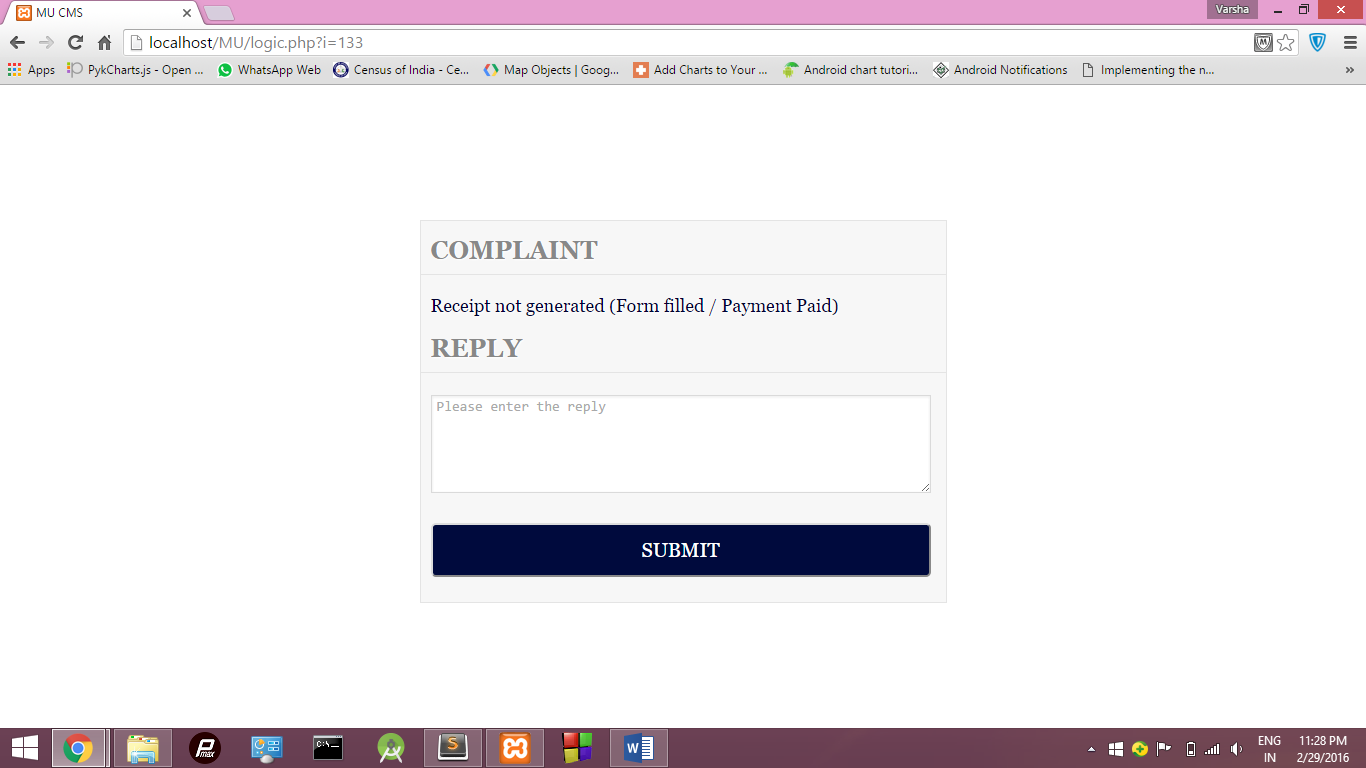 MU CMS
Varsha
localhost/MU/logic.php?i=133
Apps
PykCharts.js - Open ...
WhatsApp Web
Census of India - Ce...
Map Objects | Goog...
Add Charts to Your ...
Android chart tutori...
Android Notifications
Implementing the n...
»
COMPLAINT
Receipt not generated (Form filled / Payment Paid)
REPLY
Please enter the reply
SUBMIT
P max
C:\
S
W
ENG
11:28 PM
IN
2/29/2016